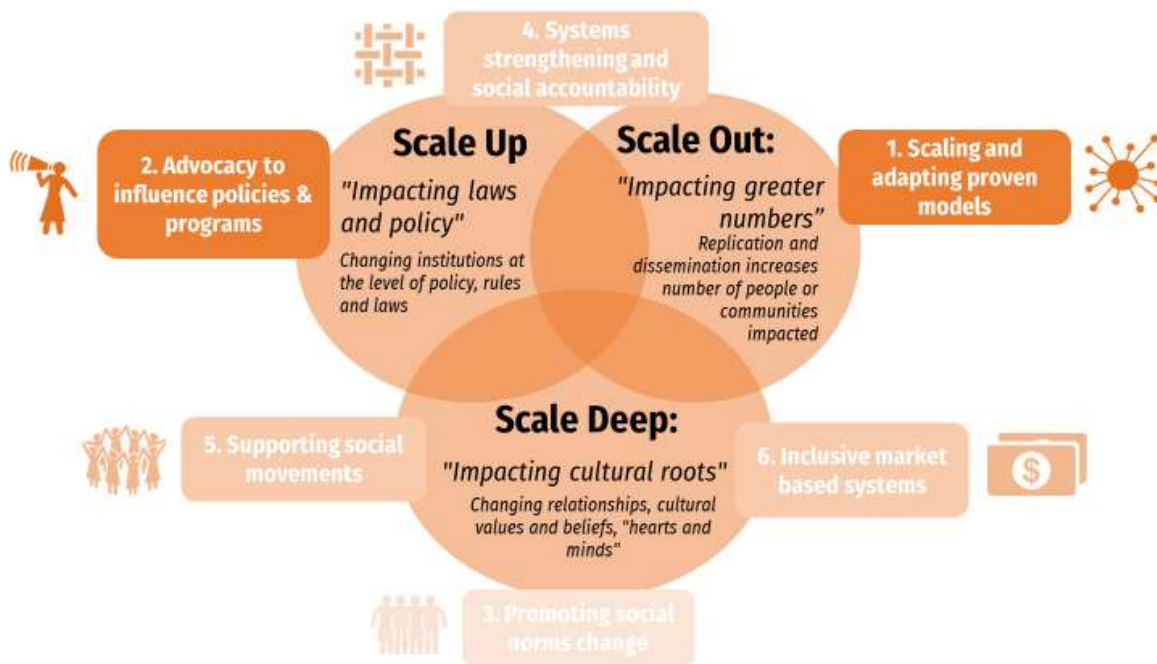 4. Systems
strengthening and
social accountability
2. Advocacy to
influence policies &
programs
Scale Up
"Impacting laws
and policy"
Changing institutions at
the level of policy, rules
and laws
Scale Out:
"Impacting greater
numbers”
Replication and
dissemination increases
number of people or
communities
impacted
1. Scaling and
adapting proven
models
5. Supporting social
movements
Scale Deep:
"Impacting cultural roots"
Changing relationships, cultural
values and beliefs, "hearts and
minds"
6. Inclusive market
based systems
$
3. Promoting social
norms change